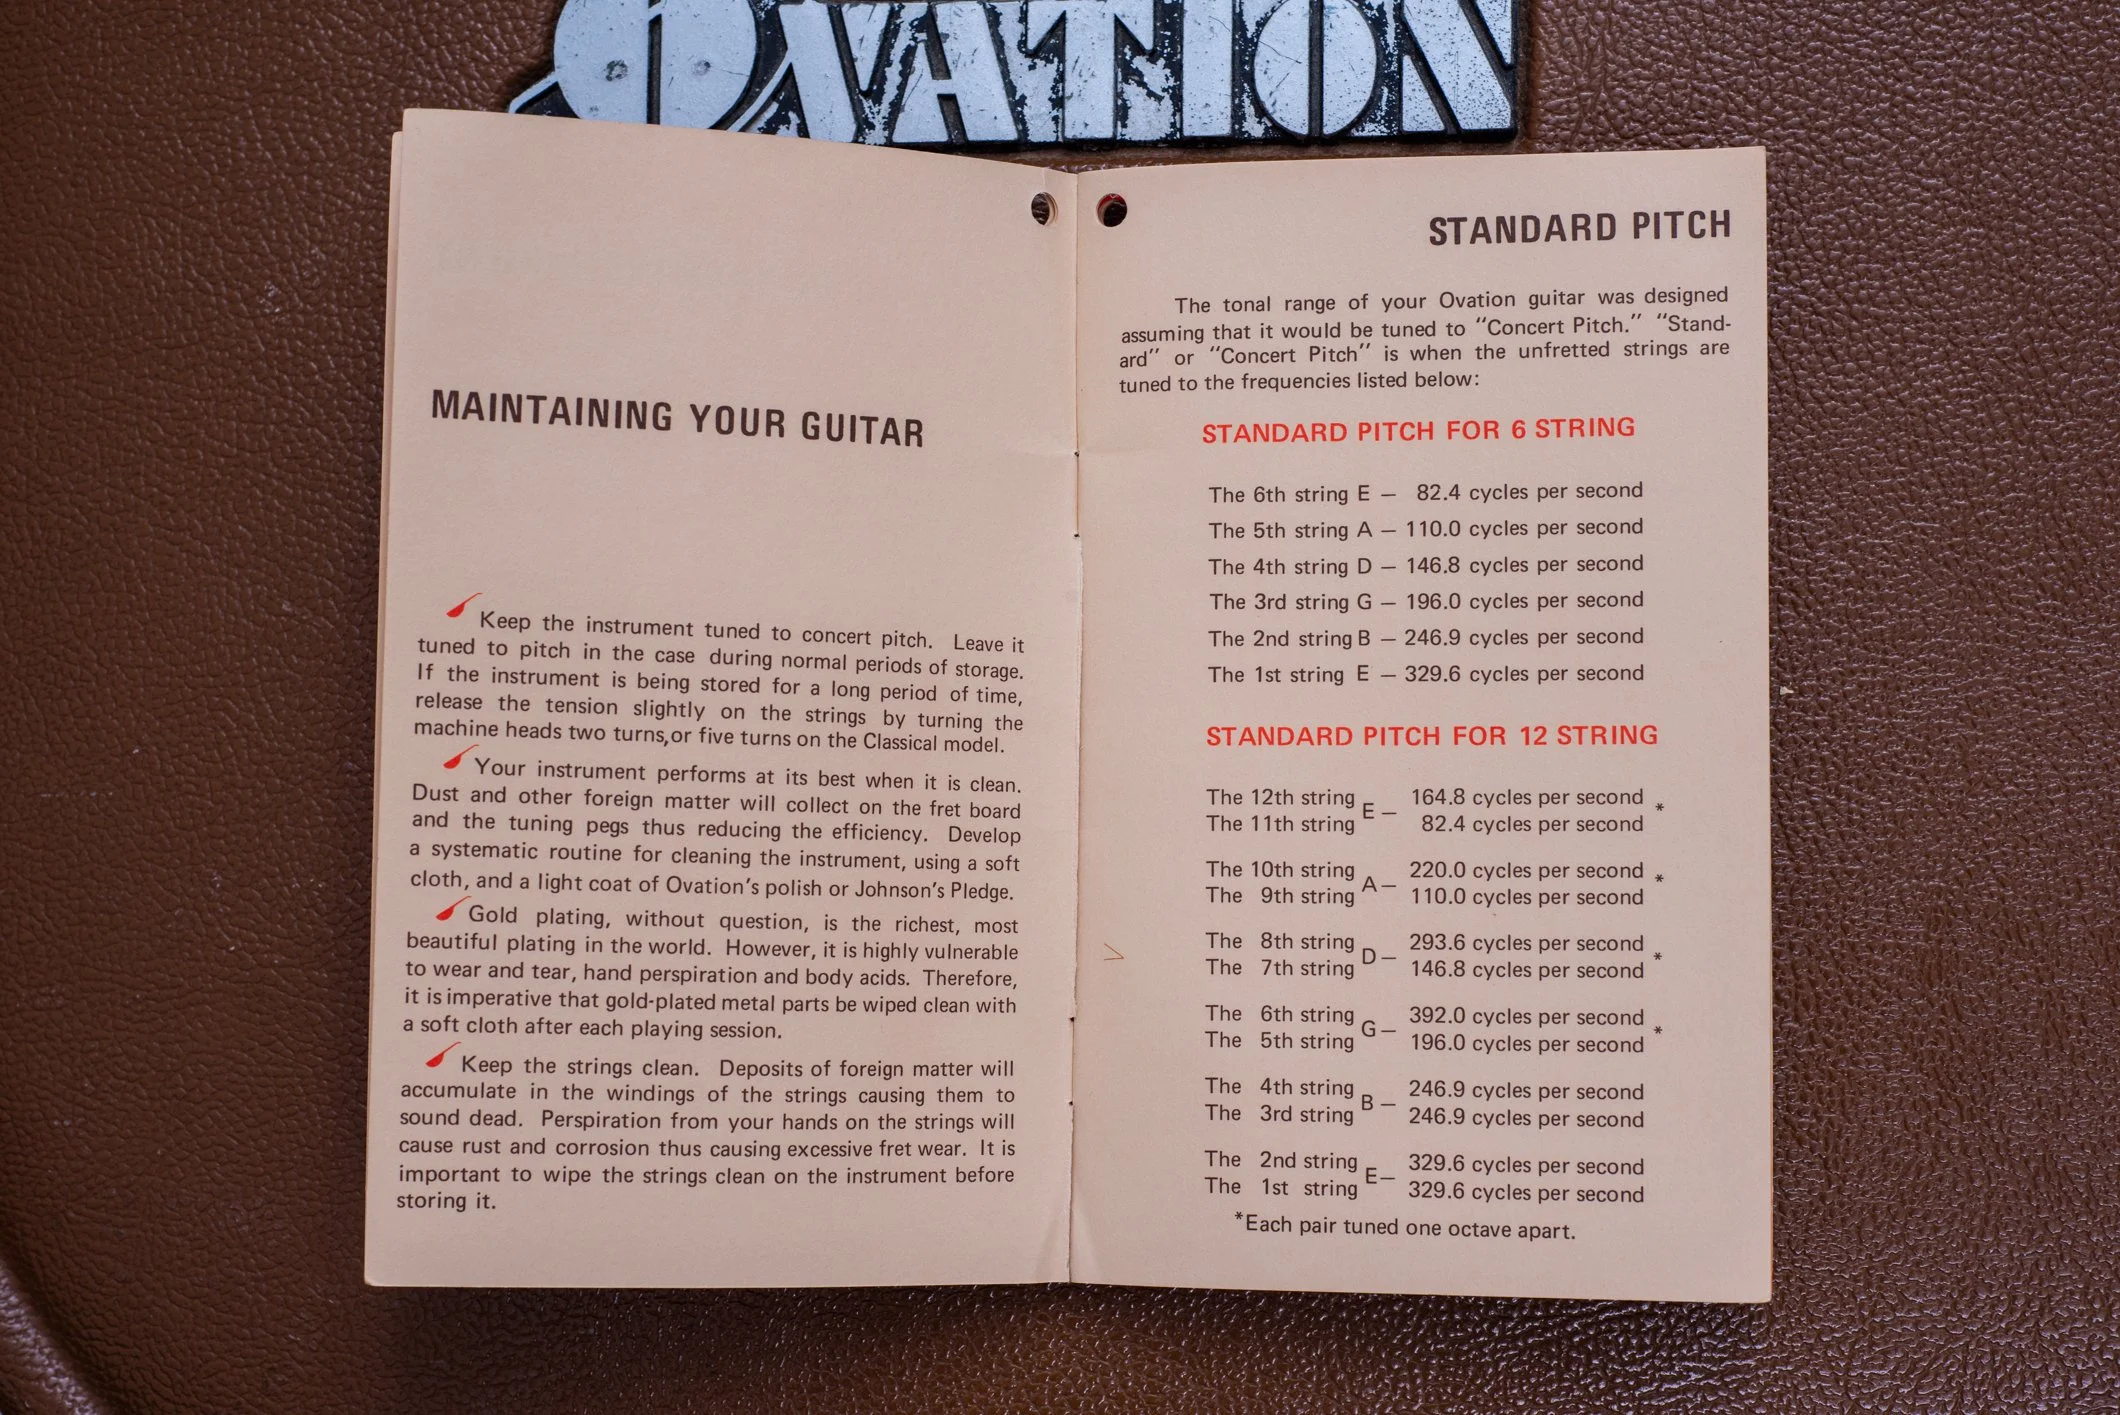 OVATION
MAINTAINING YOUR GUITAR
Keep the instrument tuned to concert pitch. Leave it
tuned to pitch in the case during normal periods of storage.
If the instrument is being stored for a long period of time,
release the tension slightly on the strings by turning the
machine heads two turns,or five turns on the Classical model.
Your instrument performs at its best when it is clean.
Dust and other foreign matter will collect on the fret board
and the tuning pegs thus reducing the efficiency. Develop
a systematic routine for cleaning the instrument, using a soft
cloth, and a light coat of Ovation's polish or Johnson's Pledge.
Gold plating, without question, is the richest, most
beautiful plating in the world. However, it is highly vulnerable
to wear and tear, hand perspiration and body acids. Therefore,
it is imperative that gold-plated metal parts be wiped clean with
a soft cloth after each playing session.
Keep the strings clean. Deposits of foreign matter will
accumulate in the windings of the strings causing them to
sound dead. Perspiration from your hands on the strings will
cause rust and corrosion thus causing excessive fret wear. It is
important to wipe the strings clean on the instrument before
storing it.
STANDARD PITCH
The tonal range of your Ovation guitar was designed
assuming that it would be tuned to "Concert Pitch." "Stand-
ard" or "Concert Pitch" is when the unfretted strings are
tuned to the frequencies listed below:
STANDARD PITCH FOR 6 STRING
The 6th string E — 82.4 cycles per second
The 5th string A — 110.0 cycles per second
The 4th string D — 146.8 cycles per second
The 3rd string G — 196.0 cycles per second
The 2nd string B — 246.9 cycles per second
The 1st string E — 329.6 cycles per second
STANDARD PITCH FOR 12 STRING
The 12th string E — 164.8 cycles per second *
The 11th string 82.4 cycles per second
The 10th string A — 220.0 cycles per second *
The 9th string 110.0 cycles per second
The 8th string D — 293.6 cycles per second *
The 7th string 146.8 cycles per second
The 6th string G — 392.0 cycles per second *
The 5th string 196.0 cycles per second
The 4th string B — 246.9 cycles per second
The 3rd string 246.9 cycles per second
The 2nd string E — 329.6 cycles per second
The 1st string 329.6 cycles per second
*Each pair tuned one octave apart.